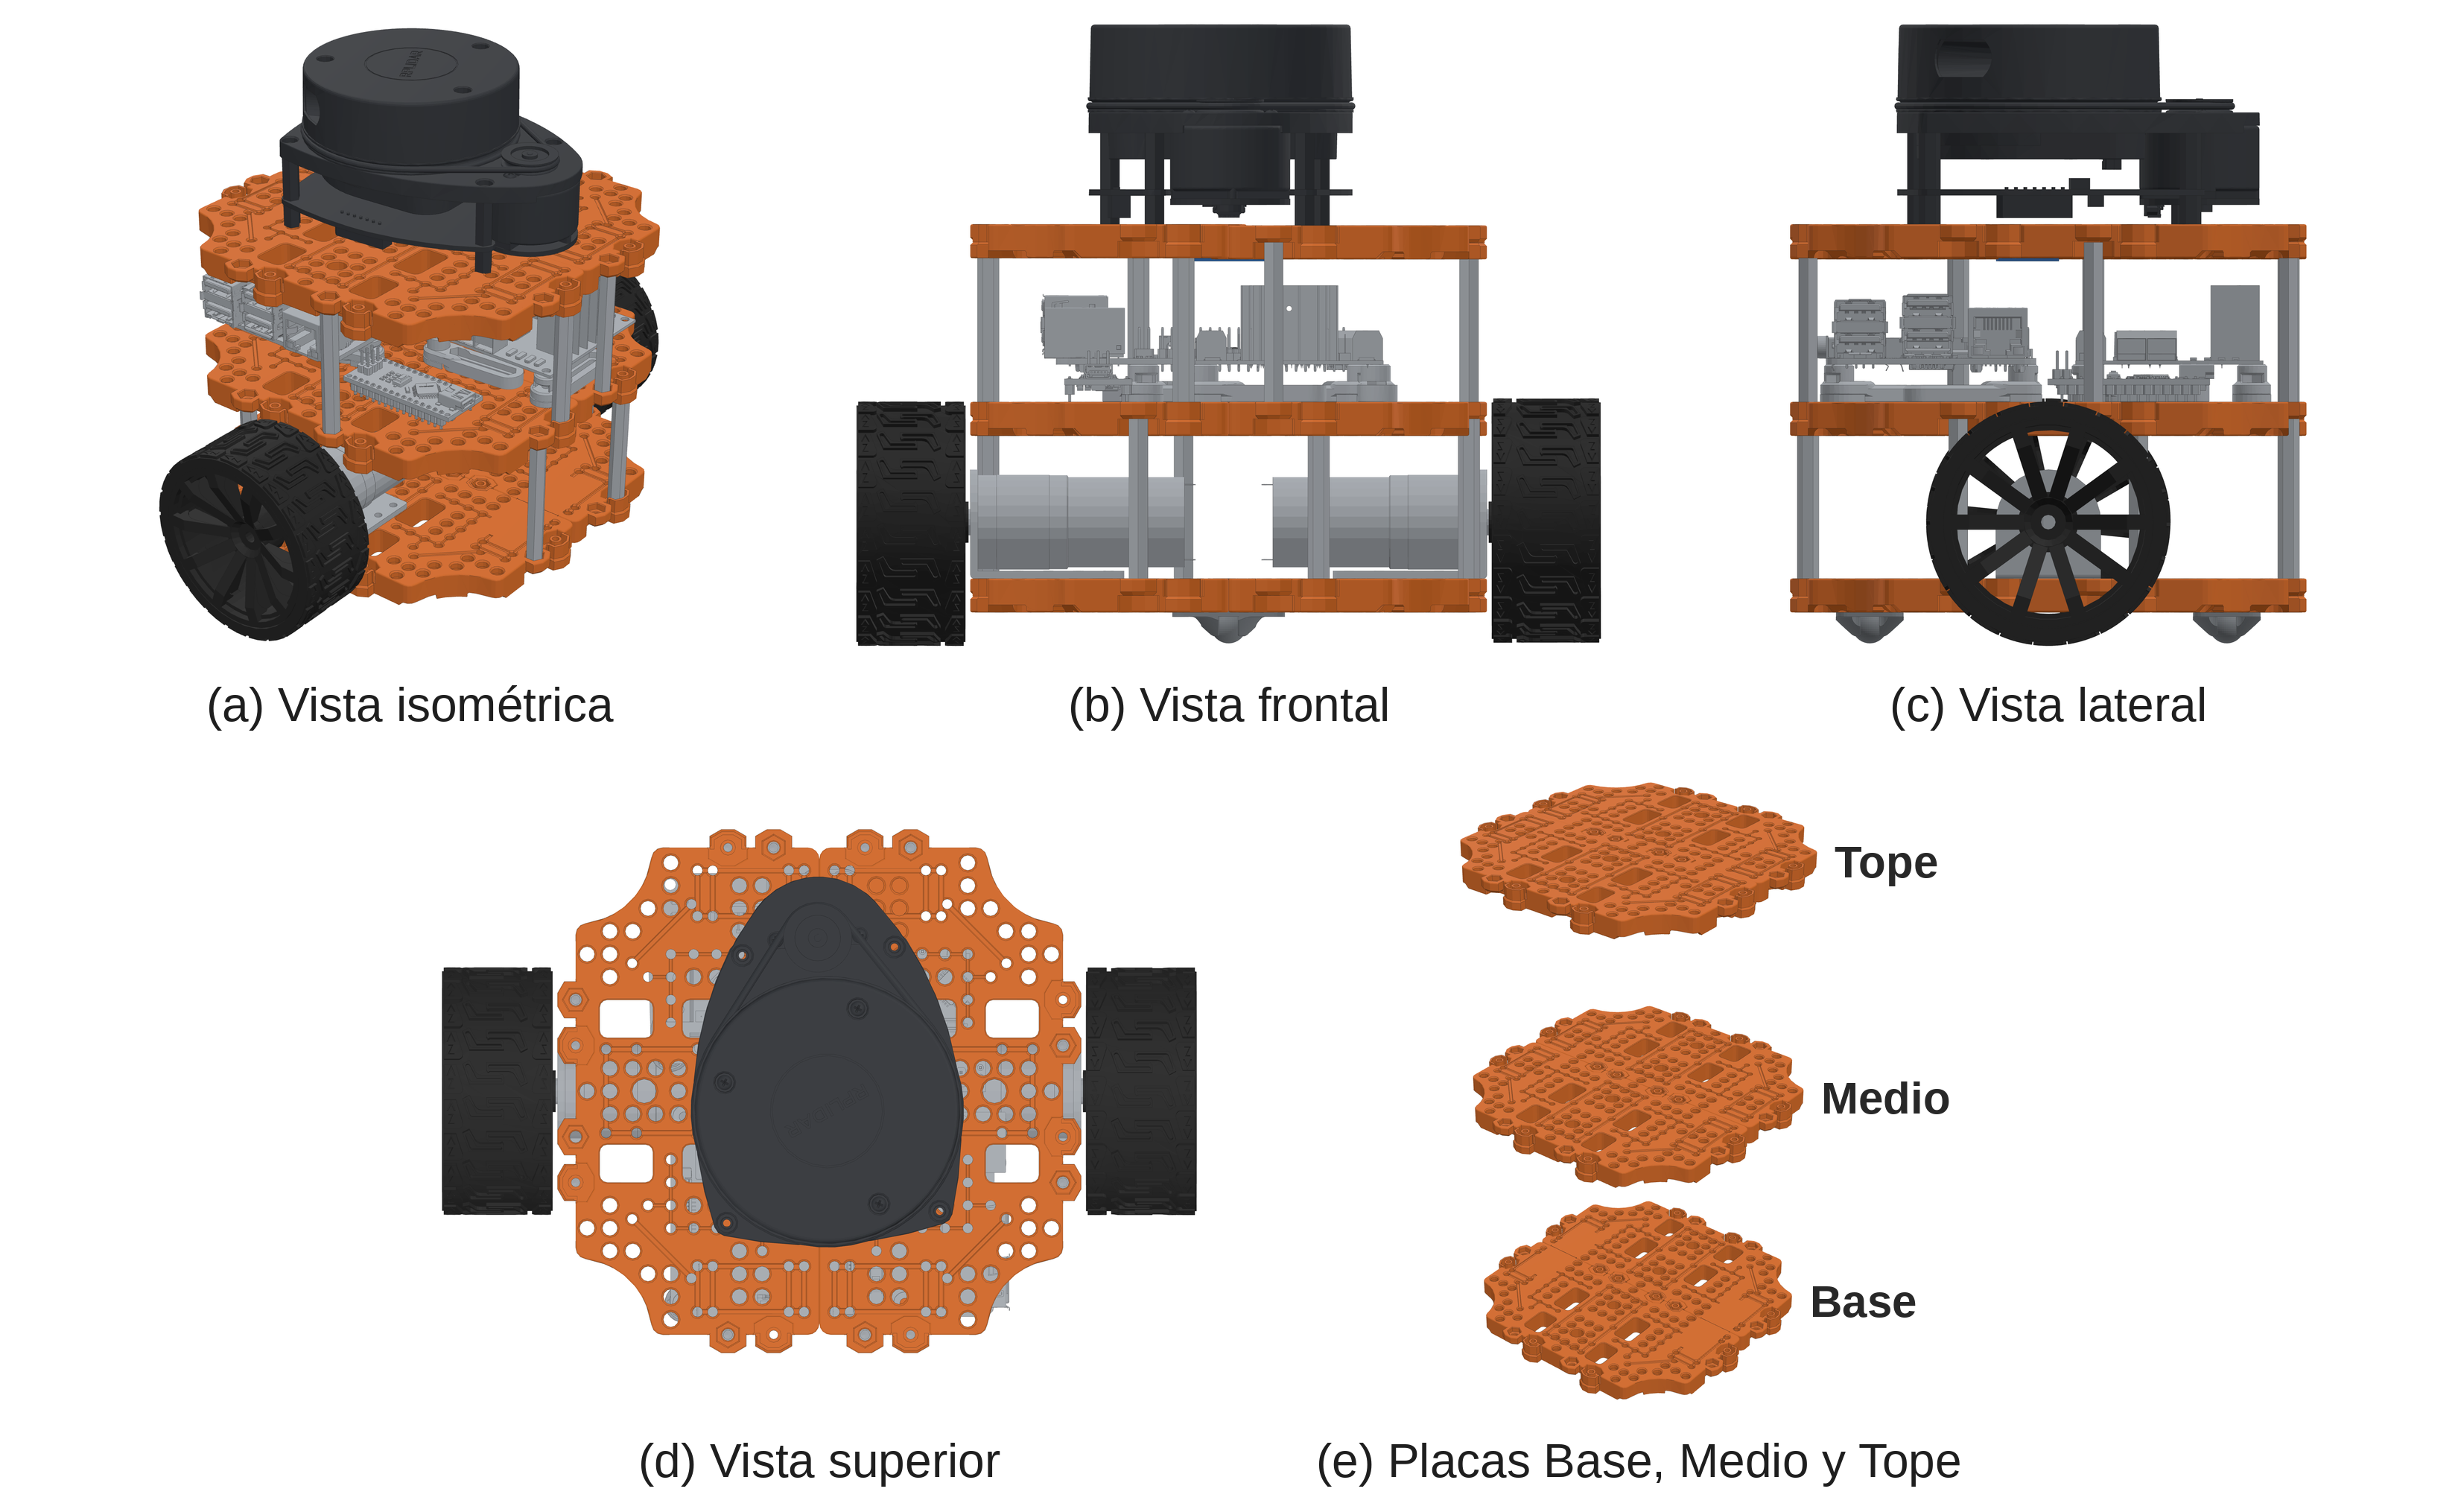 (a) Vista isométrica
(b) Vista frontal
(c) Vista lateral
Tope
Medio
Base
(d) Vista superior
(e) Placas Base, Medio y Tope